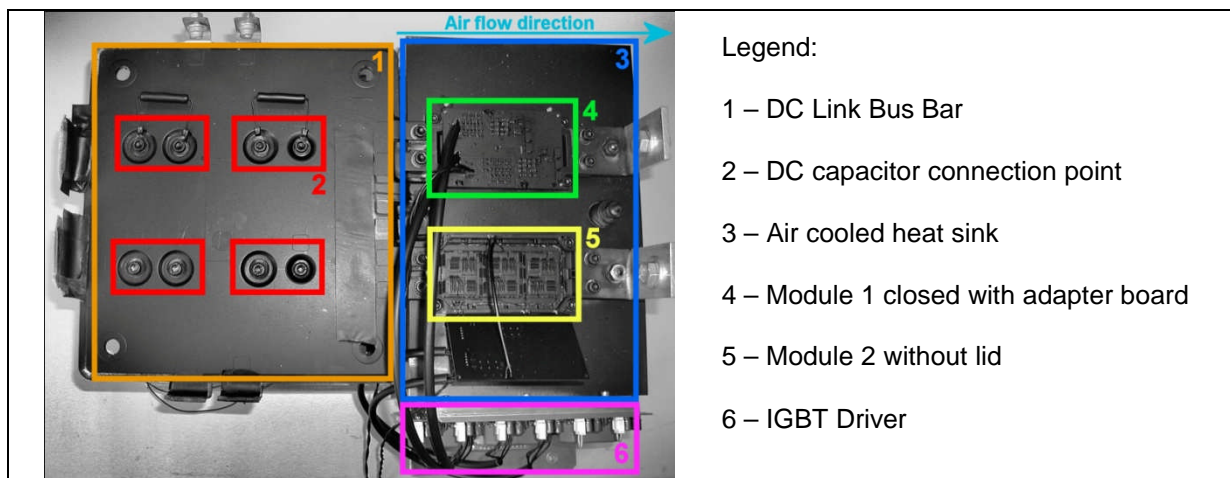 Air flow direction
1
3
4
2
5
6
Legend:
1 – DC Link Bus Bar
2 – DC capacitor connection point
3 – Air cooled heat sink
4 – Module 1 closed with adapter board
5 – Module 2 without lid
6 – IGBT Driver